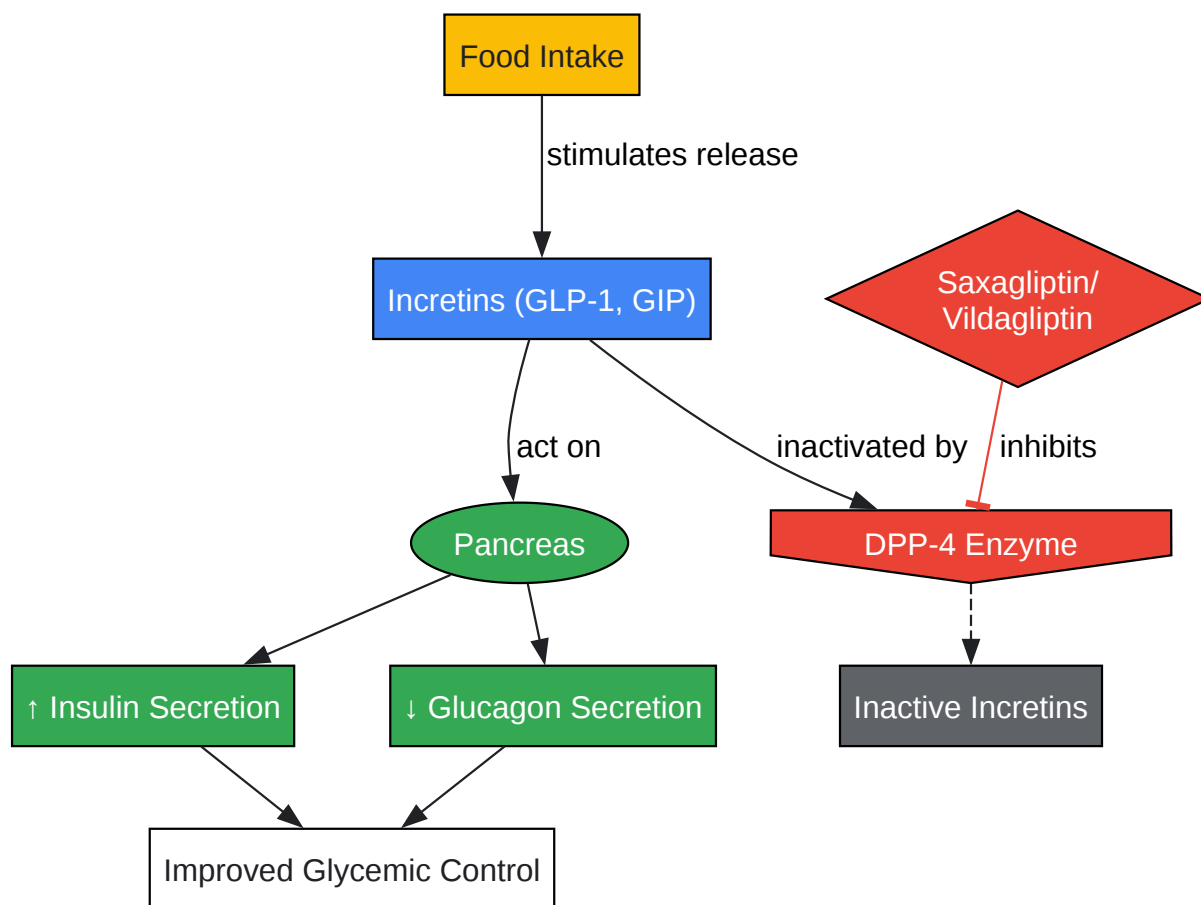 Food Intake
stimulates release
Incretins (GLP-1, GIP)
Saxagliptin/
Vildagliptin
act on
inactivated by
inhibits
Pancreas
DPP-4 Enzyme
↑ Insulin Secretion
↓ Glucagon Secretion
Inactive Incretins
Improved Glycemic Control